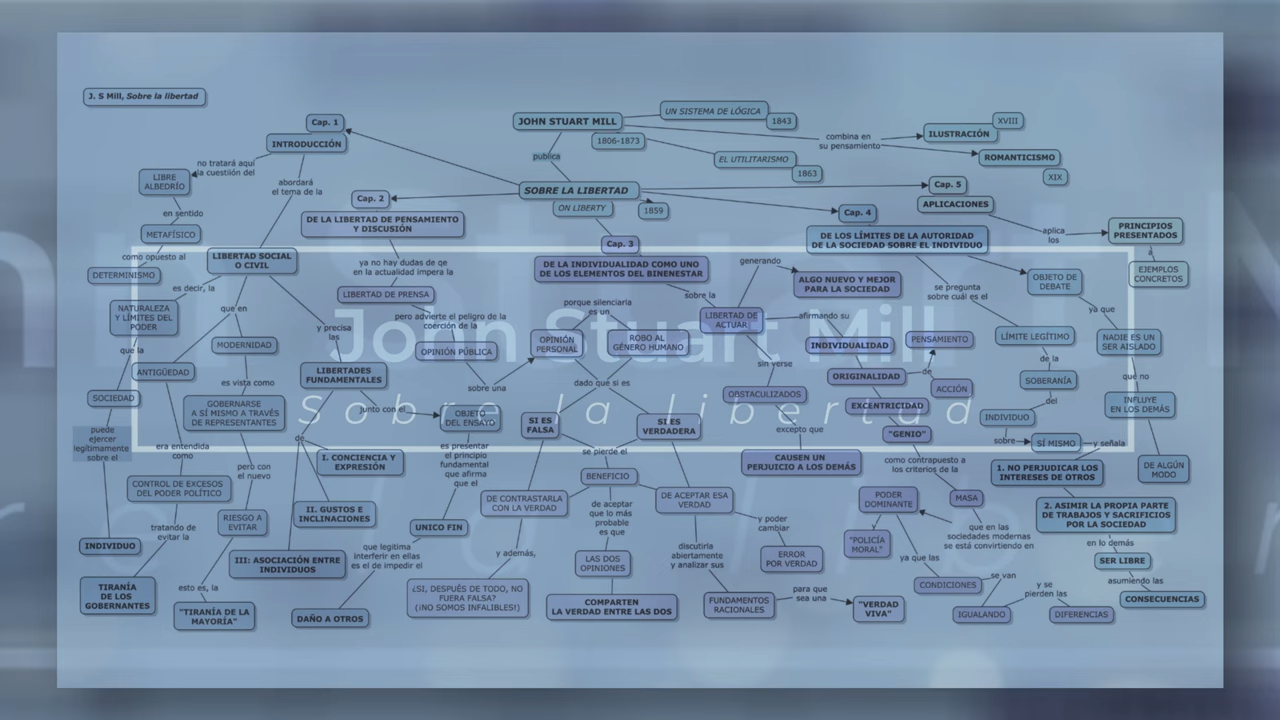 J. S Mill, Sobre la libertad
JOHN STUART MILL
1806-1873
UN SISTEMA DE LÓGICA
1843
EL UTILITARISMO
1863
combina en
su pensamiento
ILUSTRACIÓN
XVIII
ROMANTICISMO
XIX
publica
SOBRE LA LIBERTAD
ON LIBERTY
1859
Cap. 1
INTRODUCCIÓN
no tratará aquí
la cuestiión del
LIBRE
ALBEDRÍO
en sentido
METAFÍSICO
como opuesto al
DETERMINISMO
abordará
el tema de la
LIBERTAD SOCIAL
O CIVIL
es decir, la
NATURALEZA
Y LÍMITES DEL
PODER
que la
SOCIEDAD
puede
ejercer
legítimamente
sobre el
INDIVIDUO
que en
ANTIGÜEDAD
era entendida
como
CONTROL DE EXCESOS
DEL PODER POLÍTICO
tratando de
evitar la
TIRANÍA
DE LOS
GOBERNANTES
MODERNIDAD
es vista como
GOBERNARSE
A SÍ MISMO A TRAVÉS
DE REPRESENTANTES
pero con
el nuevo
RIESGO A
EVITAR
esto es, la
"TIRANÍA DE LA
MAYORÍA"
y precisa
las
LIBERTADES
FUNDAMENTALES
de
I. CONCIENCIA Y
EXPRESIÓN
II. GUSTOS E
INCLINACIONES
III: ASOCIACIÓN ENTRE
INDIVIDUOS
junto con el
OBJETO
DEL ENSAYO
es presentar
el principio
fundamental
que afirma
que el
UNICO FIN
que legitima
interferir en ellas
es el de impedir el
DAÑO A OTROS
Cap. 2
DE LA LIBERTAD DE PENSAMIENTO
Y DISCUSIÓN
ya no hay dudas de qe
en la actualidad impera la
LIBERTAD DE PRENSA
pero advierte el peligro de la
coerción de la
OPINIÓN PÚBLICA
sobre una
OPINIÓN
PERSONAL
porque silenciarla
es un
ROBO AL
GÉNERO HUMANO
dado que si es
SI ES
FALSA
SI ES
VERDADERA
se pierde el
BENEFICIO
DE CONTRASTARLA
CON LA VERDAD
y además,
¿SI, DESPUÉS DE TODO, NO
FUERA FALSA?
(¡NO SOMOS INFALIBLES!)
de aceptar
que lo más
probable
es que
LAS DOS
OPINIONES
COMPARTEN
LA VERDAD ENTRE LAS DOS
DE ACEPTAR ESA
VERDAD
discutirla
abiertamente
y analizar sus
FUNDAMENTOS
RACIONALES
para que
sea una
"VERDAD
VIVA"
y poder
cambiar
ERROR
POR VERDAD
Cap. 3
DE LA INDIVIDUALIDAD COMO UNO
DE LOS ELEMENTOS DEL BINENESTAR
sobre la
LIBERTAD DE
ACTUAR
generando
ALGO NUEVO Y MEJOR
PARA LA SOCIEDAD
afirmando su
INDIVIDUALIDAD
ORIGINALIDAD
de
PENSAMIENTO
ACCIÓN
EXCENTRICIDAD
"GENIO"
como contrapuesto a
los criterios de la
MASA
que en las
sociedades modernas
se está convirtiendo en
PODER
DOMINANTE
y
"POLICÍA
MORAL"
ya que las
CONDICIONES
se van
IGUALANDO
y se
pierden las
DIFERENCIAS
sin verse
OBSTACULIZADOS
excepto que
CAUSEN UN
PERJUICIO A LOS DEMÁS
Cap. 4
DE LOS LÍMITES DE LA AUTORIDAD
DE LA SOCIEDAD SOBRE EL INDIVIDUO
se pregunta
sobre cuál es el
LÍMITE LEGÍTIMO
de la
SOBERANÍA
del
INDIVIDUO
sobre
SÍ MISMO
y señala
1. NO PERJUDICAR LOS
INTERESES DE OTROS
2. ASIMIR LA PROPIA PARTE
DE TRABAJOS Y SACRIFICIOS
POR LA SOCIEDAD
en lo demás
SER LIBRE
asumiendo las
CONSECUENCIAS
OBJETO DE
DEBATE
ya que
NADIE ES UN
SER AISLADO
que no
INFLUYE
EN LOS DEMÁS
DE ALGÚN
MODO
Cap. 5
APLICACIONES
aplica
los
PRINCIPIOS
PRESENTADOS
a
EJEMPLOS
CONCRETOS
John Stuart Mill
Sobre la libertad